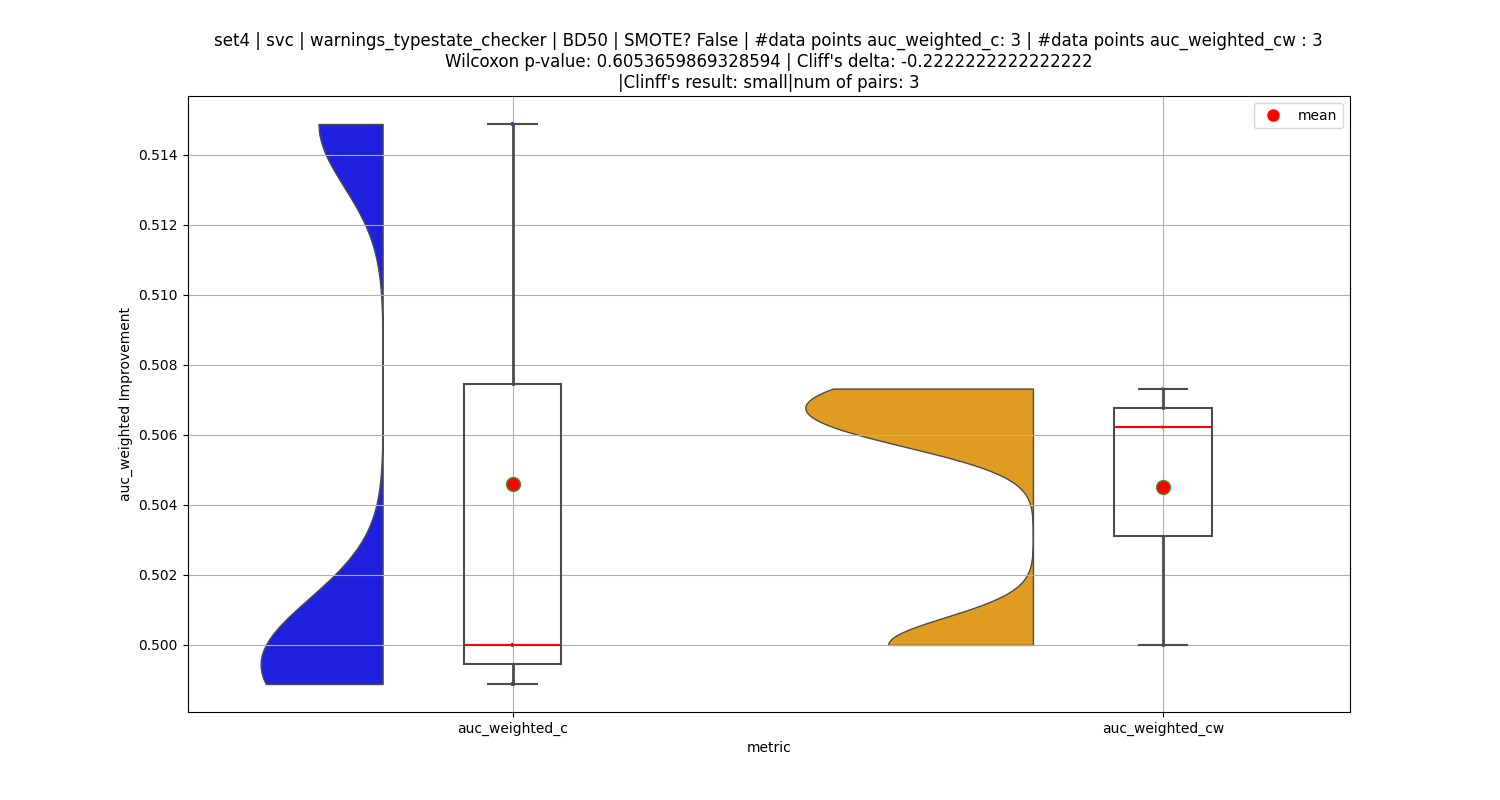 set4 | svc | warnings_typestate_checker | BD50 | SMOTE? False | #data points auc_weighted_c: 3 | #data points auc_weighted_cw : 3
Wilcoxon p-value: 0.6053659869328594 | Cliff's delta: -0.2222222222222222
|Clinff's result: small|num of pairs: 3
mean
0.514
0.512
0.510
0.508
0.506
0.504
0.502
0.500
auc_weighted Improvement
auc_weighted_c
auc_weighted_cw
metric